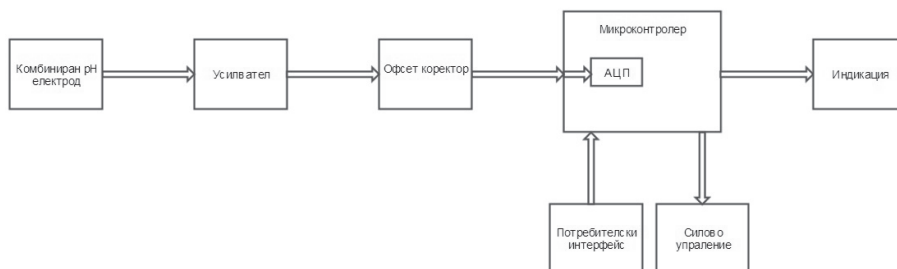 Микроконтролер
Комбиниран pH
електрод
Усилвател
Офсет коректор
АЦП
Индикация
Потребителски
интерфейс
Силово
упраление